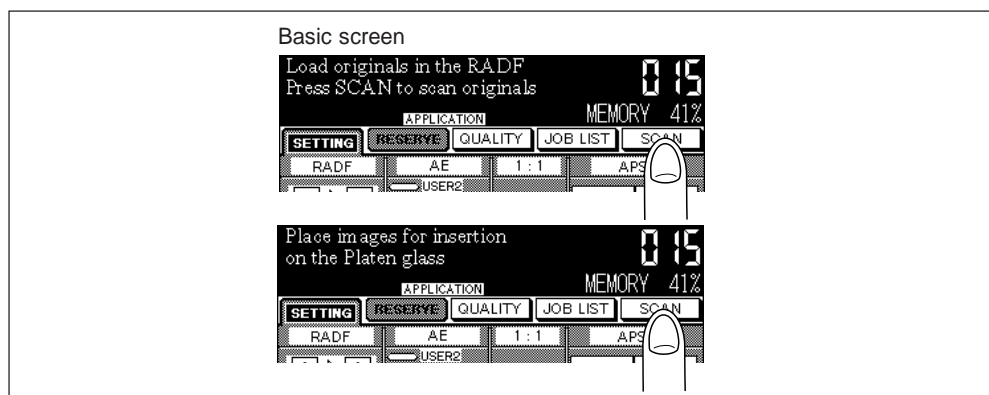 Basic screen
Load originals in the RADF
Press SCAN to scan originals
015
MEMORY 41%
APPLICATION
SETTING RESERVE QUALITY JOB LIST SCAN
RADF AE 1 : 1 APS
USER2
Place images for insertion
on the Platen glass
015
MEMORY 41%
APPLICATION
SETTING RESERVE QUALITY JOB LIST SCAN
RADF AE 1 : 1 APS
USER2